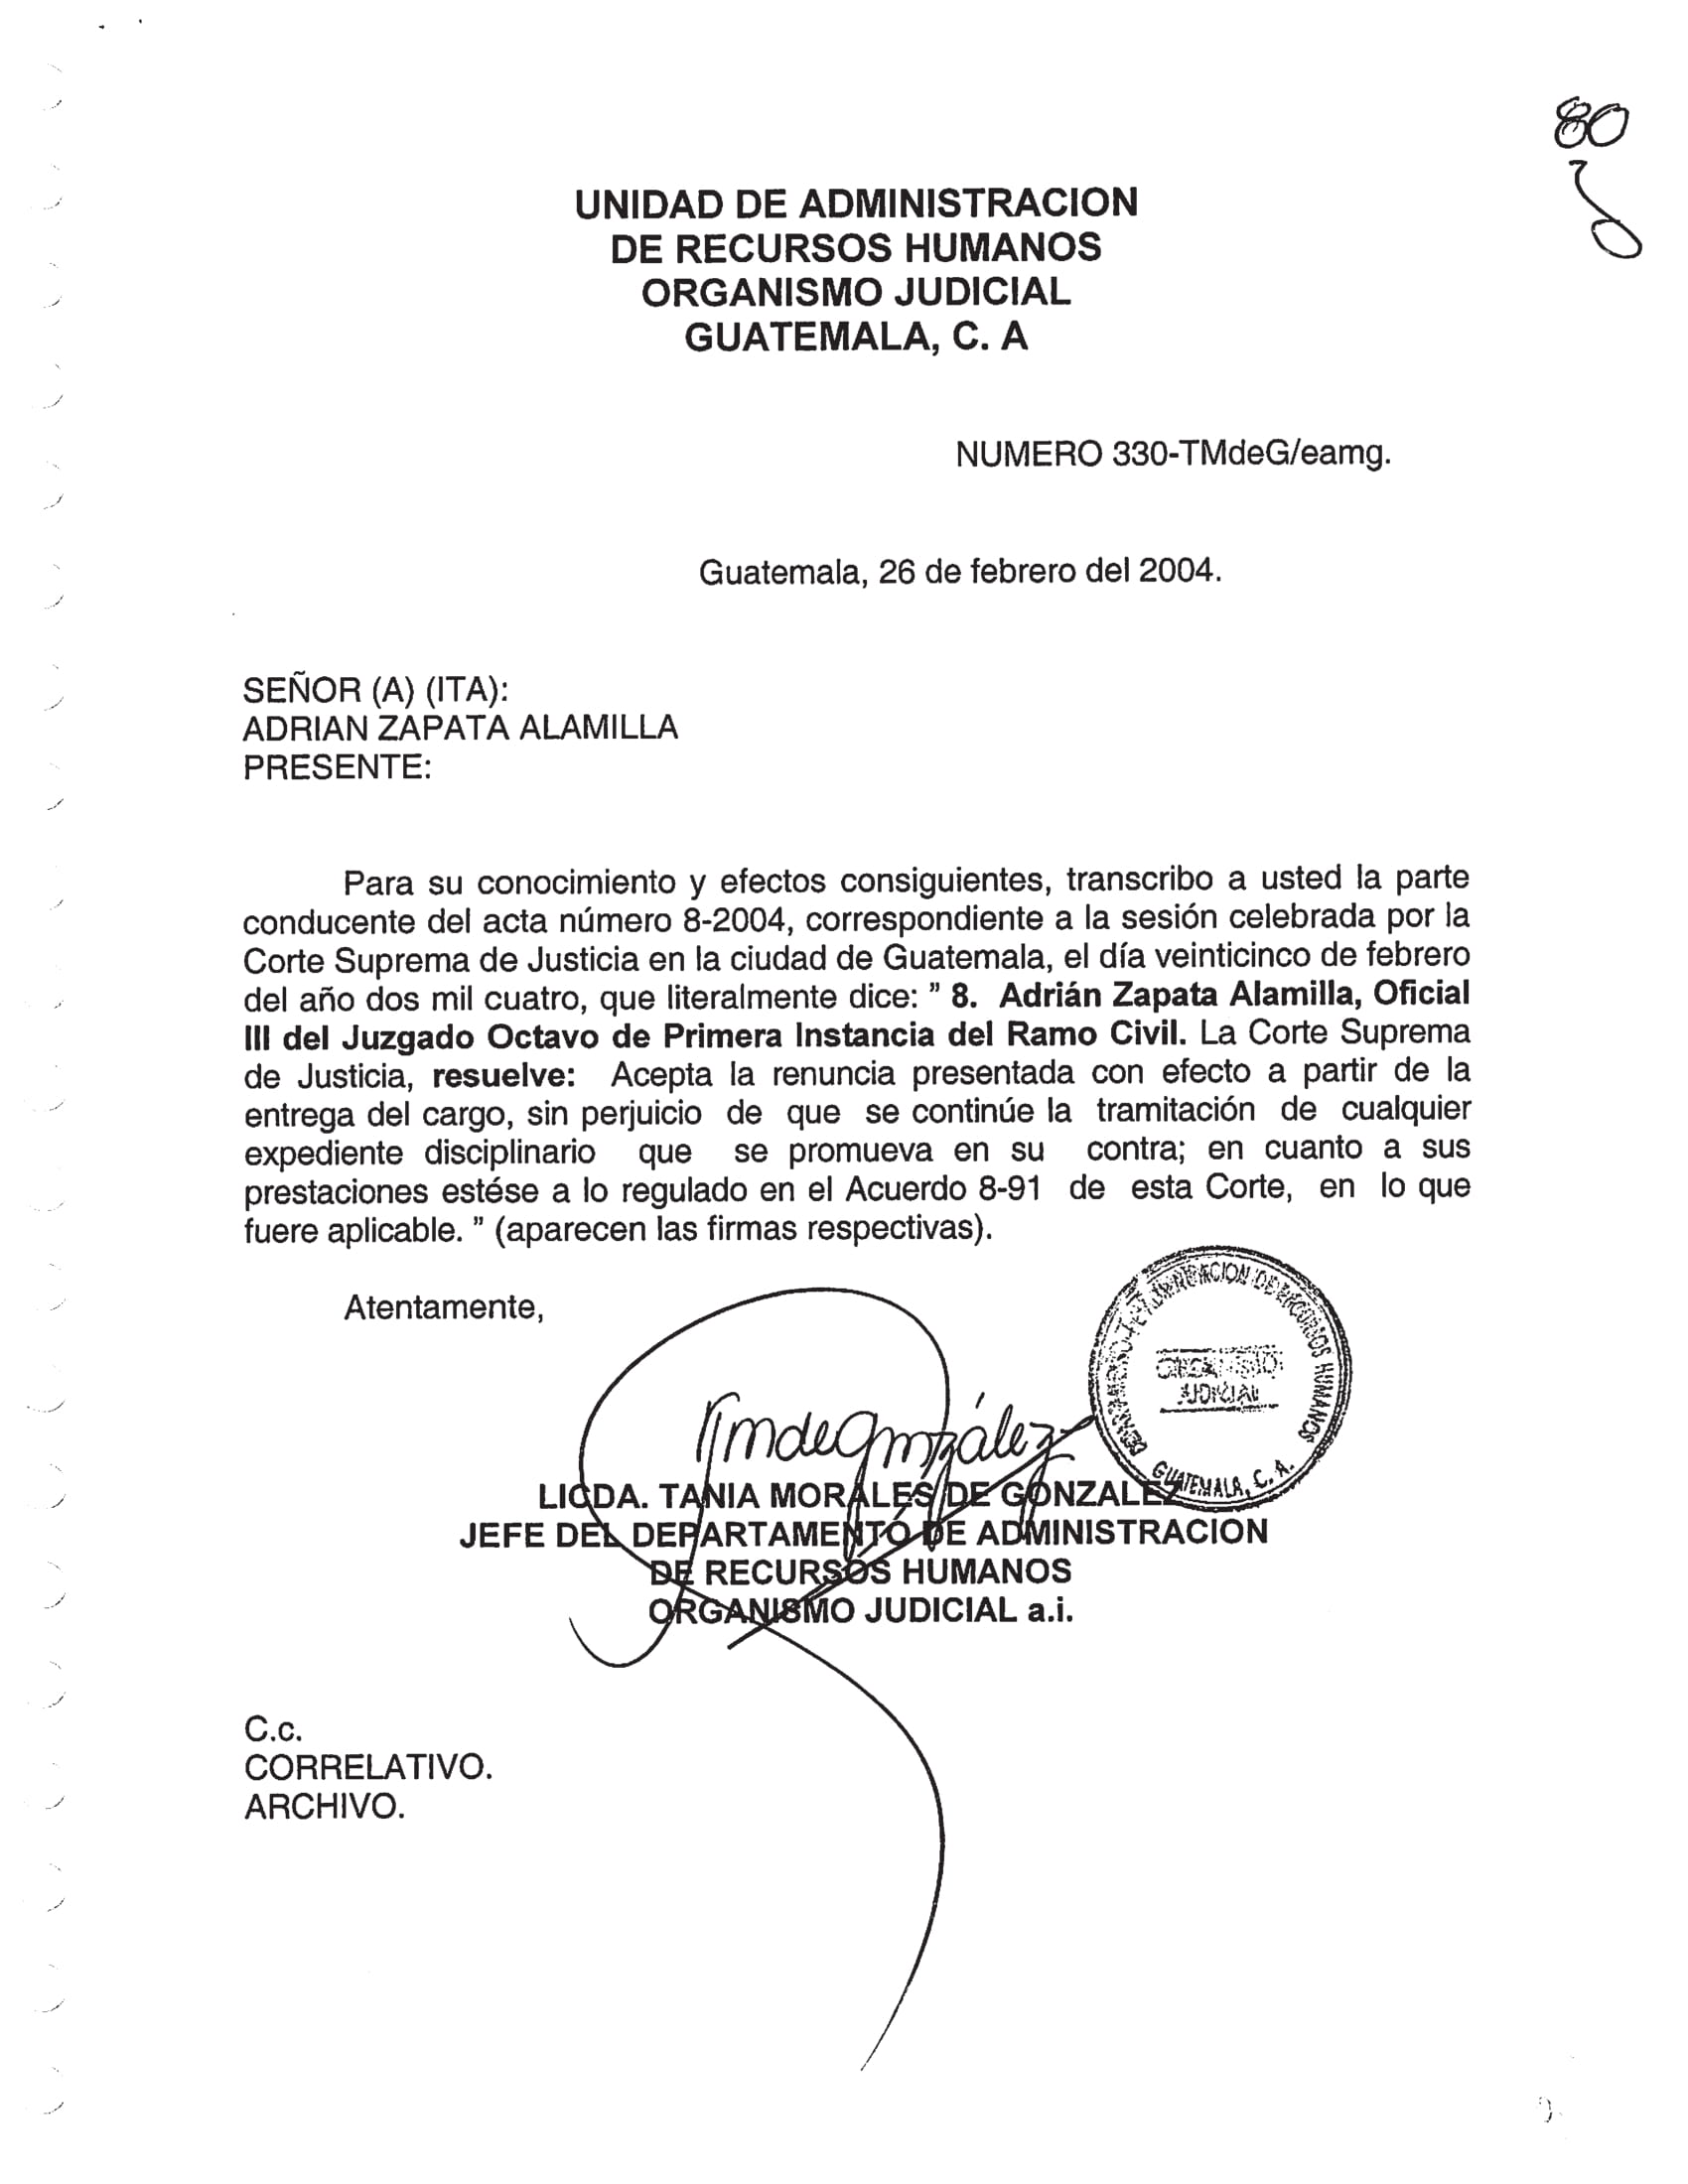 80
UNIDAD DE ADMINISTRACION
DE RECURSOS HUMANOS
ORGANISMO JUDICIAL
GUATEMALA, C. A
NUMERO 330-TMdeG/eamg.
Guatemala, 26 de febrero del 2004.
SEÑOR (A) (ITA):
ADRIAN ZAPATA ALAMILLA
PRESENTE:
Para su conocimiento y efectos consiguientes, transcribo a usted la parte
conducente del acta número 8-2004, correspondiente a la sesión celebrada por la
Corte Suprema de Justicia en la ciudad de Guatemala, el día veinticinco de febrero
del año dos mil cuatro, que literalmente dice: " 8. Adrián Zapata Alamilla, Oficial
III del Juzgado Octavo de Primera Instancia del Ramo Civil. La Corte Suprema
de Justicia, resuelve: Acepta la renuncia presentada con efecto a partir de la
entrega del cargo, sin perjuicio de que se continúe la tramitación de cualquier
expediente disciplinario que se promueva en su contra; en cuanto a sus
prestaciones estése a lo regulado en el Acuerdo 8-91 de esta Corte, en lo que
fuere aplicable. " (aparecen las firmas respectivas).
Atentamente,
DEPARTAMENTO DE ADMINISTRACION DE RECURSOS HUMANOS
ORGANISMO
JUDICIAL
GUATEMALA, C. A.
TmdeGonzález
LICDA. TANIA MORALES DE GONZALEZ
JEFE DEL DEPARTAMENTO DE ADMINISTRACION
DE RECURSOS HUMANOS
ORGANISMO JUDICIAL a.i.
C.c.
CORRELATIVO.
ARCHIVO.